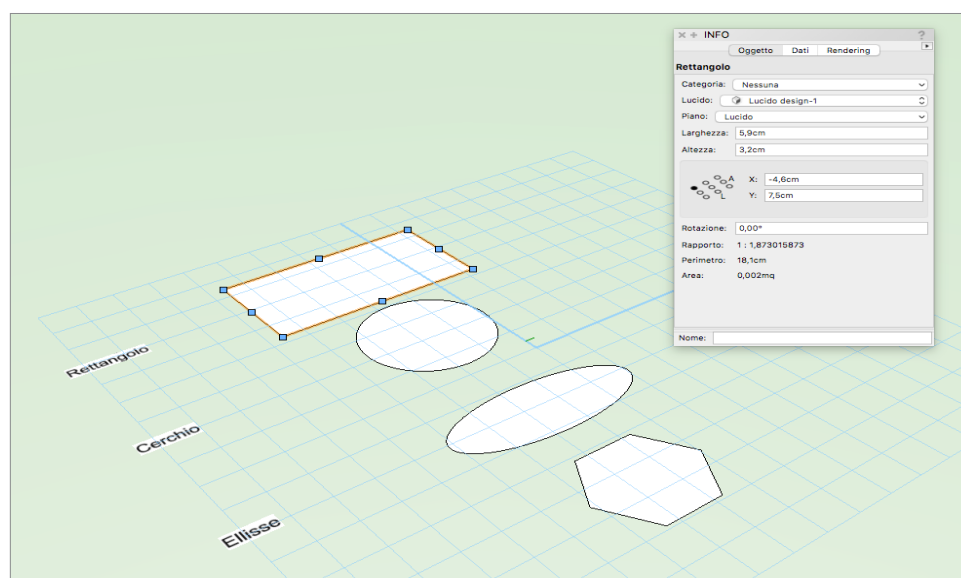 INFO
?
Oggetto Dati Rendering
Rettangolo
Categoria: Nessuna
Lucido: Lucido design-1
Piano: Lucido
Larghezza: 5,9cm
Altezza: 3,2cm
A X: -4,6cm
L Y: 7,5cm
Rotazione: 0,00°
Rapporto: 1 : 1,873015873
Perimetro: 18,1cm
Area: 0,002mq
Nome:
Rettangolo
Cerchio
Ellisse